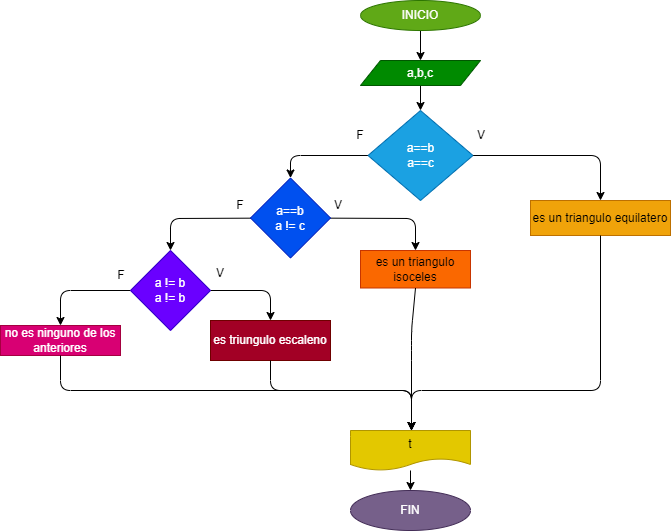 INICIO
a,b,c
F
V
a==b
a==c
F
V
a==b
a != c
es un triangulo equilatero
F
V
a != b
a != b
es un triangulo
isoceles
no es ninguno de los
anteriores
es triungulo escaleno
t
FIN